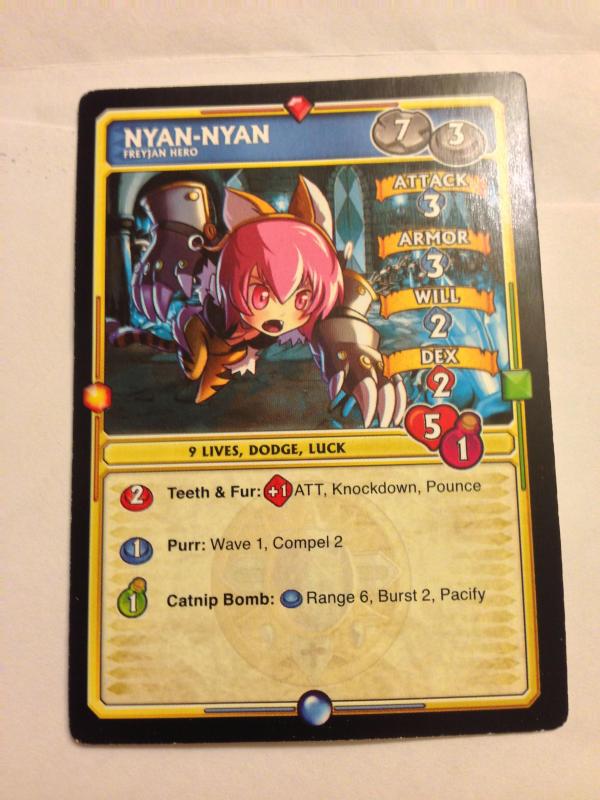 NYAN-NYAN
FREYJAN HERO
7
3
ATTACK
3
ARMOR
3
WILL
2
DEX
2
5
1
9 LIVES, DODGE, LUCK
2 Teeth & Fur: +1 ATT, Knockdown, Pounce
1 Purr: Wave 1, Compel 2
1 Catnip Bomb: Range 6, Burst 2, Pacify